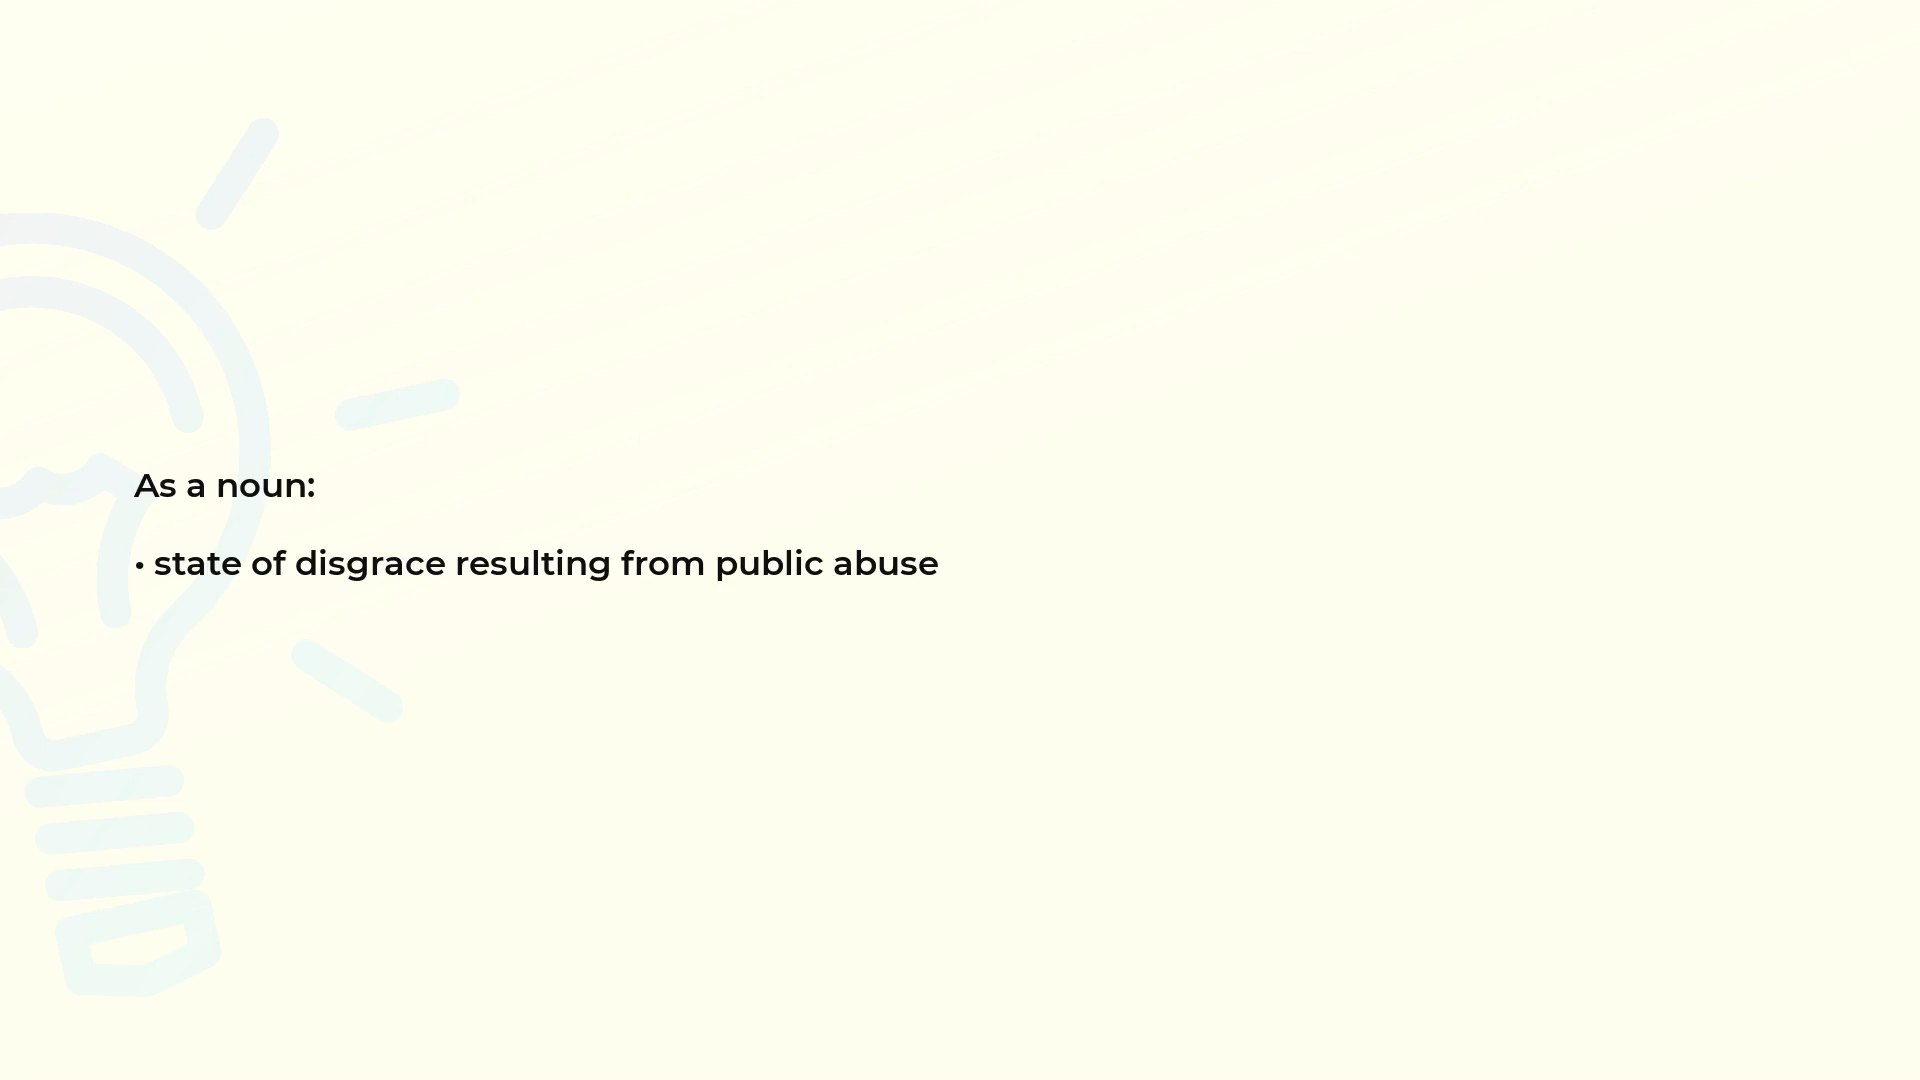 As a noun:
• state of disgrace resulting from public abuse